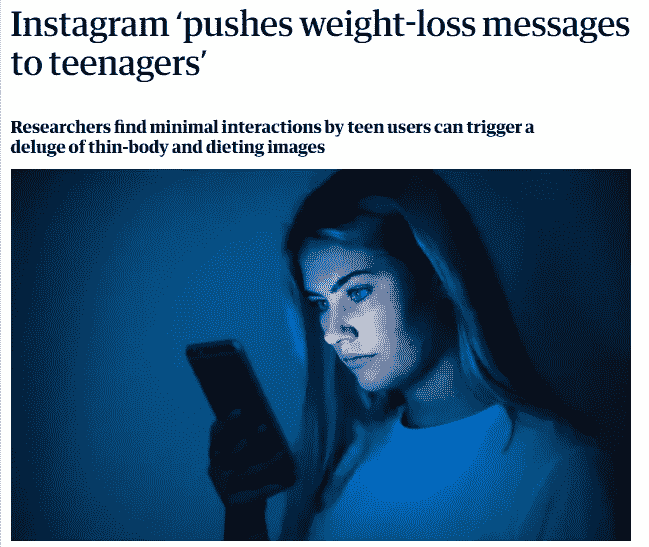 Instagram ‘pushes weight-loss messages
to teenagers’
Researchers find minimal interactions by teen users can trigger a
deluge of thin-body and dieting images